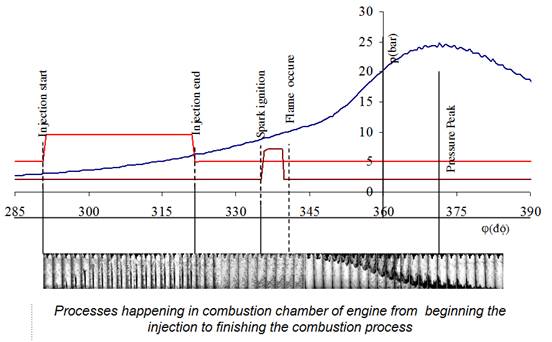 30
25
20
15
10
5
0
p(bar)
Injection start
Injection end
Spark ignition
Flame occure
Pressure Peak
285 300 315 330 345 360 375 390
φ(dф)
Processes happening in combustion chamber of engine from beginning the
injection to finishing the combustion process